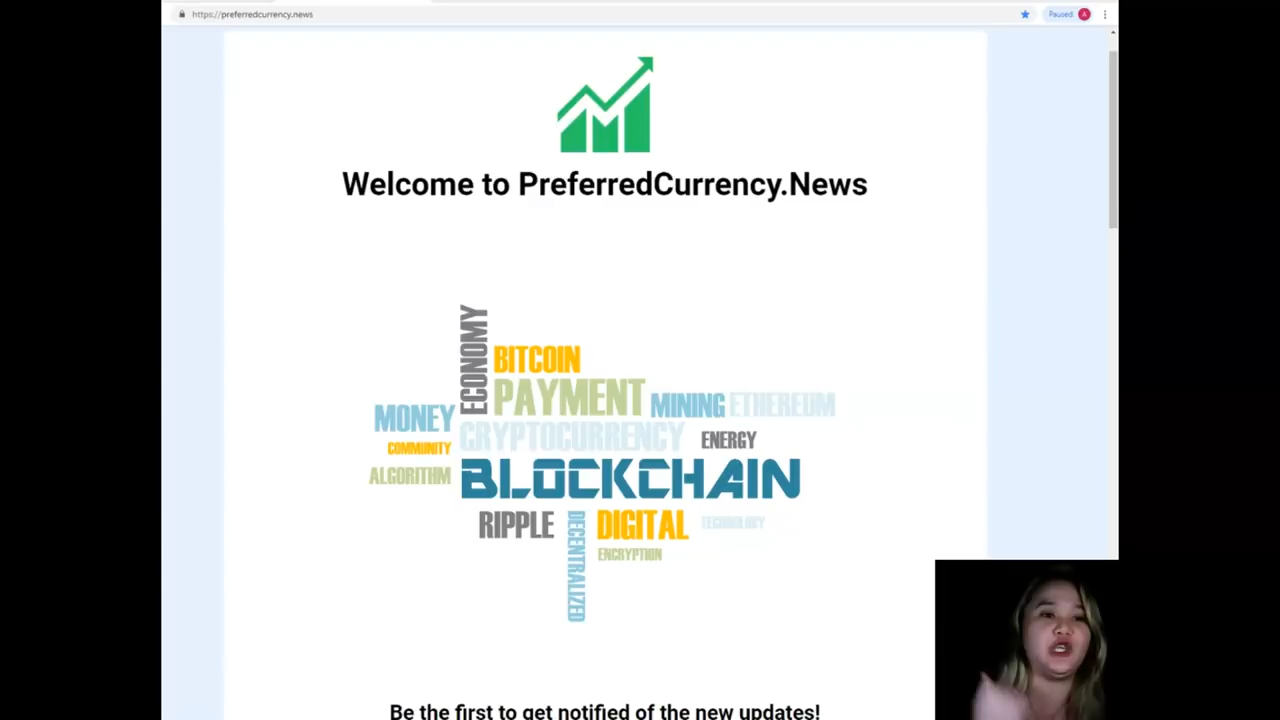 https://preferredcurrency.news
Paused
A
Welcome to PreferredCurrency.News
ECONOMY
BITCOIN
PAYMENT
MONEY
MINING
ETHEREUM
COMMUNITY
CRYPTOCURRENCY
ENERGY
ALGORITHM
BLOCKCHAIN
RIPPLE
DECENTRALIZED
DIGITAL
TECHNOLOGY
ENCRYPTION
Be the first to get notified of the new updates!